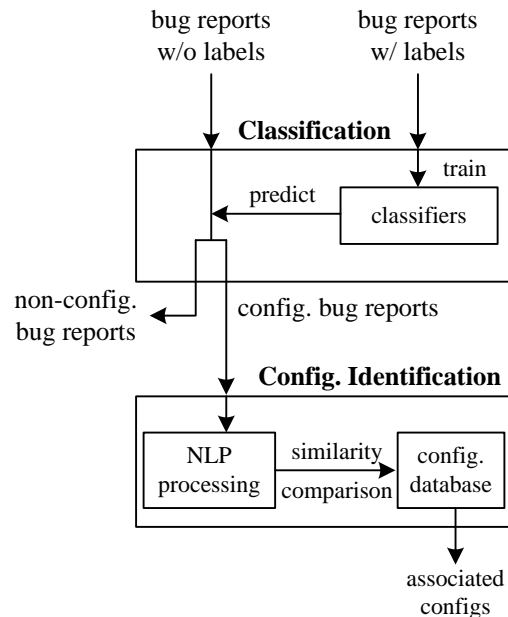 bug reports
w/o labels
bug reports
w/ labels
Classification
train
predict
classifiers
non-config.
bug reports
config. bug reports
Config. Identification
NLP
processing
similarity
comparison
config.
database
associated
configs